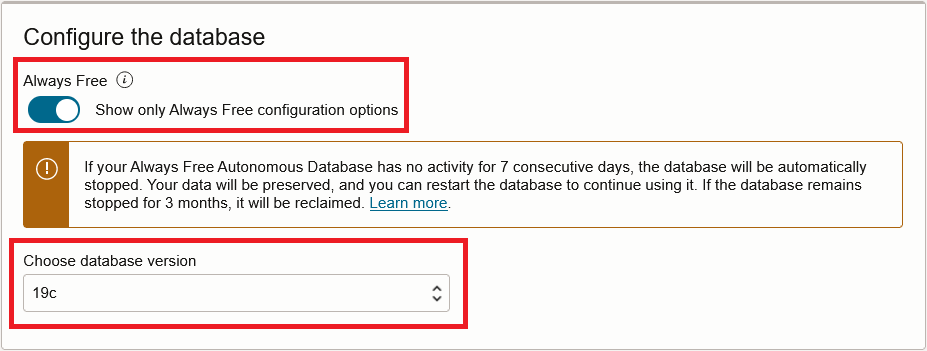 Configure the database
Always Free
Show only Always Free configuration options
If your Always Free Autonomous Database has no activity for 7 consecutive days, the database will be automatically
stopped. Your data will be preserved, and you can restart the database to continue using it. If the database remains
stopped for 3 months, it will be reclaimed. Learn more.
Choose database version
19c